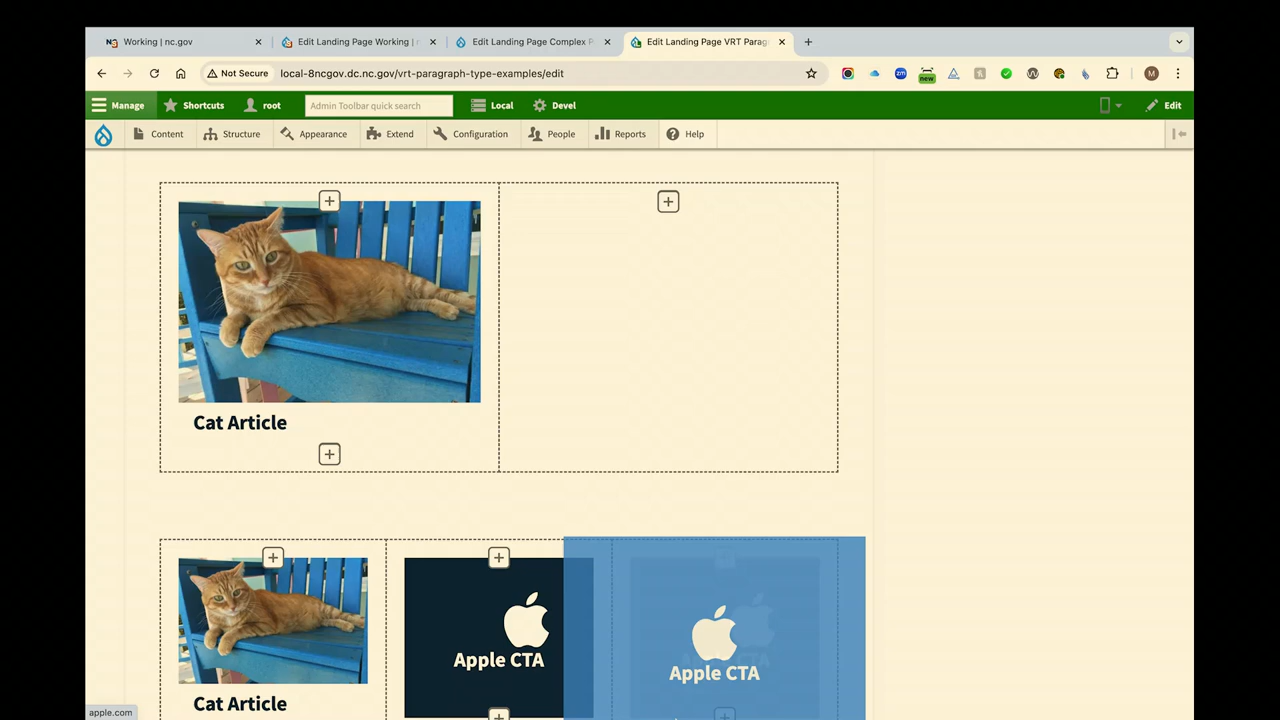 Working | nc.gov
Edit Landing Page Working |
Edit Landing Page Complex P
Edit Landing Page VRT Parag
Not Secure
local-8ncgov.dc.nc.gov/vrt-paragraph-type-examples/edit
zm
new
M
Manage
Shortcuts
root
Admin Toolbar quick search
Local
Devel
Edit
Content
Structure
Appearance
Extend
Configuration
People
Reports
Help
Cat Article
Apple CTA
Apple CTA
Cat Article
apple.com